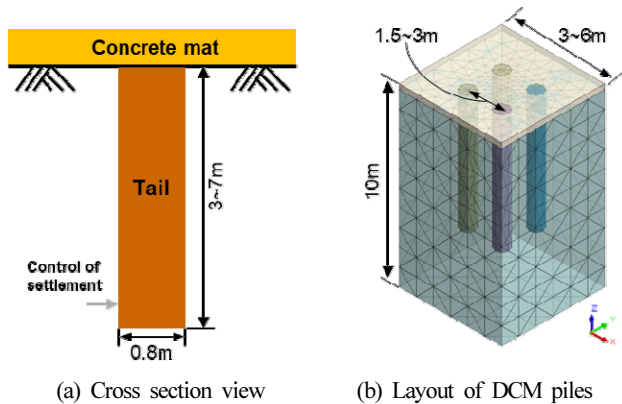 Concrete mat
Tail
3~7m
Control of
settlement
0.8m
(a) Cross section view
1.5~3m
3~6m
10m
Z
Y
X
(b) Layout of DCM piles